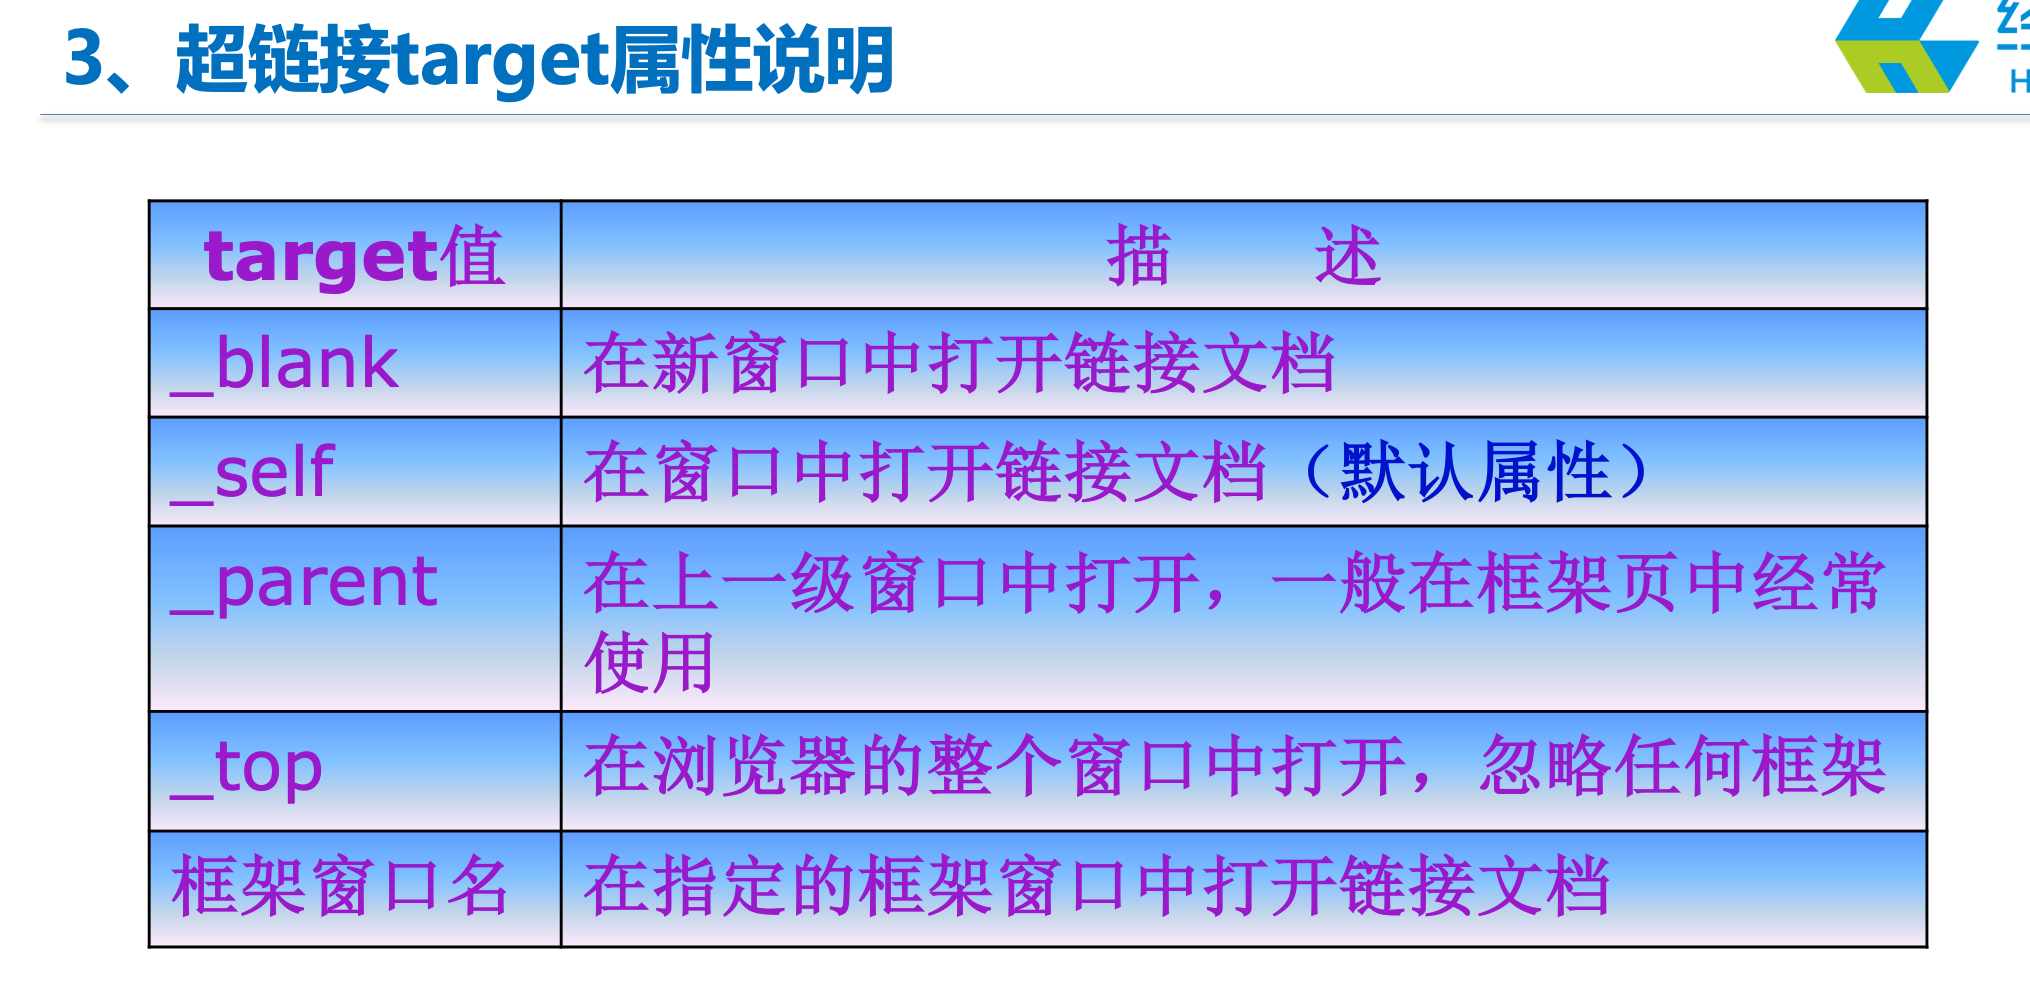 3、超链接target属性说明
target值 描 述
_blank 在新窗口中打开链接文档
_self 在窗口中打开链接文档（默认属性）
_parent 在上一级窗口中打开，一般在框架页中经常
使用
_top 在浏览器的整个窗口中打开，忽略任何框架
框架窗口名 在指定的框架窗口中打开链接文档